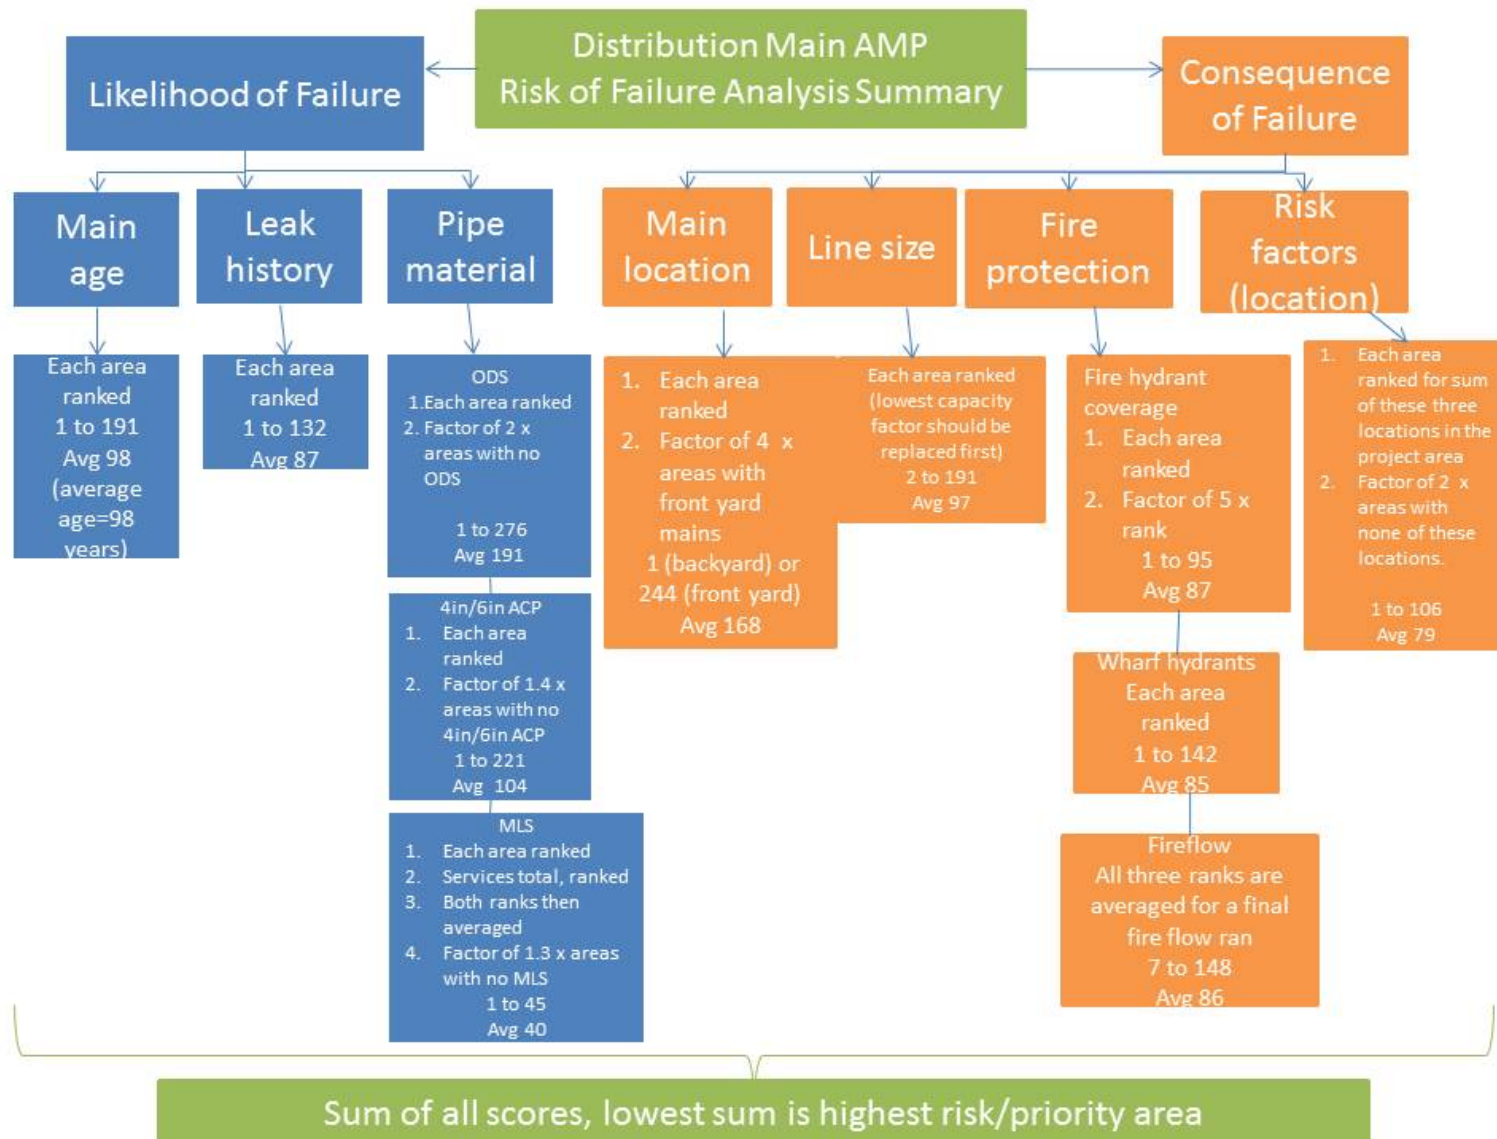 Distribution Main AMP
Risk of Failure Analysis Summary
Likelihood of Failure
Consequence
of Failure
Main
age
Leak
history
Pipe
material
Main
location
Line size
Fire
protection
Risk
factors
(location)
Each area
ranked
1 to 191
Avg 98
(average
age=98
years)
Each area
ranked
1 to 132
Avg 87
ODS
1.Each area ranked
2. Factor of 2 x
areas with no
ODS
1 to 276
Avg 191
4in/6in ACP
1. Each area
ranked
2. Factor of 1.4 x
areas with no
4in/6in ACP
1 to 221
Avg 104
MLS
1. Each area ranked
2. Services total, ranked
3. Both ranks then
averaged
4. Factor of 1.3 x areas
with no MLS
1 to 45
Avg 40
1. Each area
ranked
2. Factor of 4 x
areas with
front yard
mains
1 (backyard) or
244 (front yard)
Avg 168
Each area ranked
(lowest capacity
factor should be
replaced first)
2 to 191
Avg 97
Fire hydrant
coverage
1. Each area
ranked
2. Factor of 5 x
rank
1 to 95
Avg 87
Wharf hydrants
Each area
ranked
1 to 142
Avg 85
Fireflow
All three ranks are
averaged for a final
fire flow ran
7 to 148
Avg 86
1. Each area
ranked for sum
of these three
locations in the
project area
2. Factor of 2 x
areas with
none of these
locations.
1 to 106
Avg 79
Sum of all scores, lowest sum is highest risk/priority area